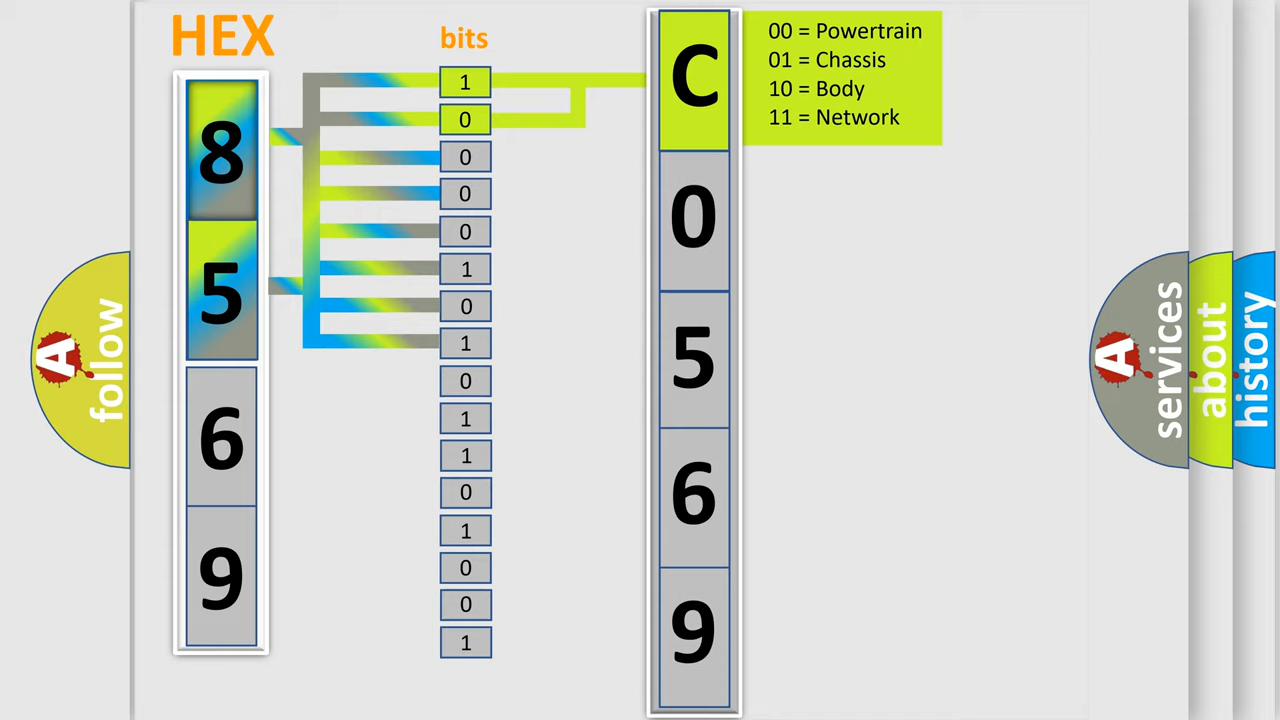 HEX
bits
8
5
6
9
1
0
0
0
0
1
0
1
0
1
1
0
1
0
0
1
C
0
5
6
9
00 = Powertrain
01 = Chassis
10 = Body
11 = Network
A
follow
A
services
about
history